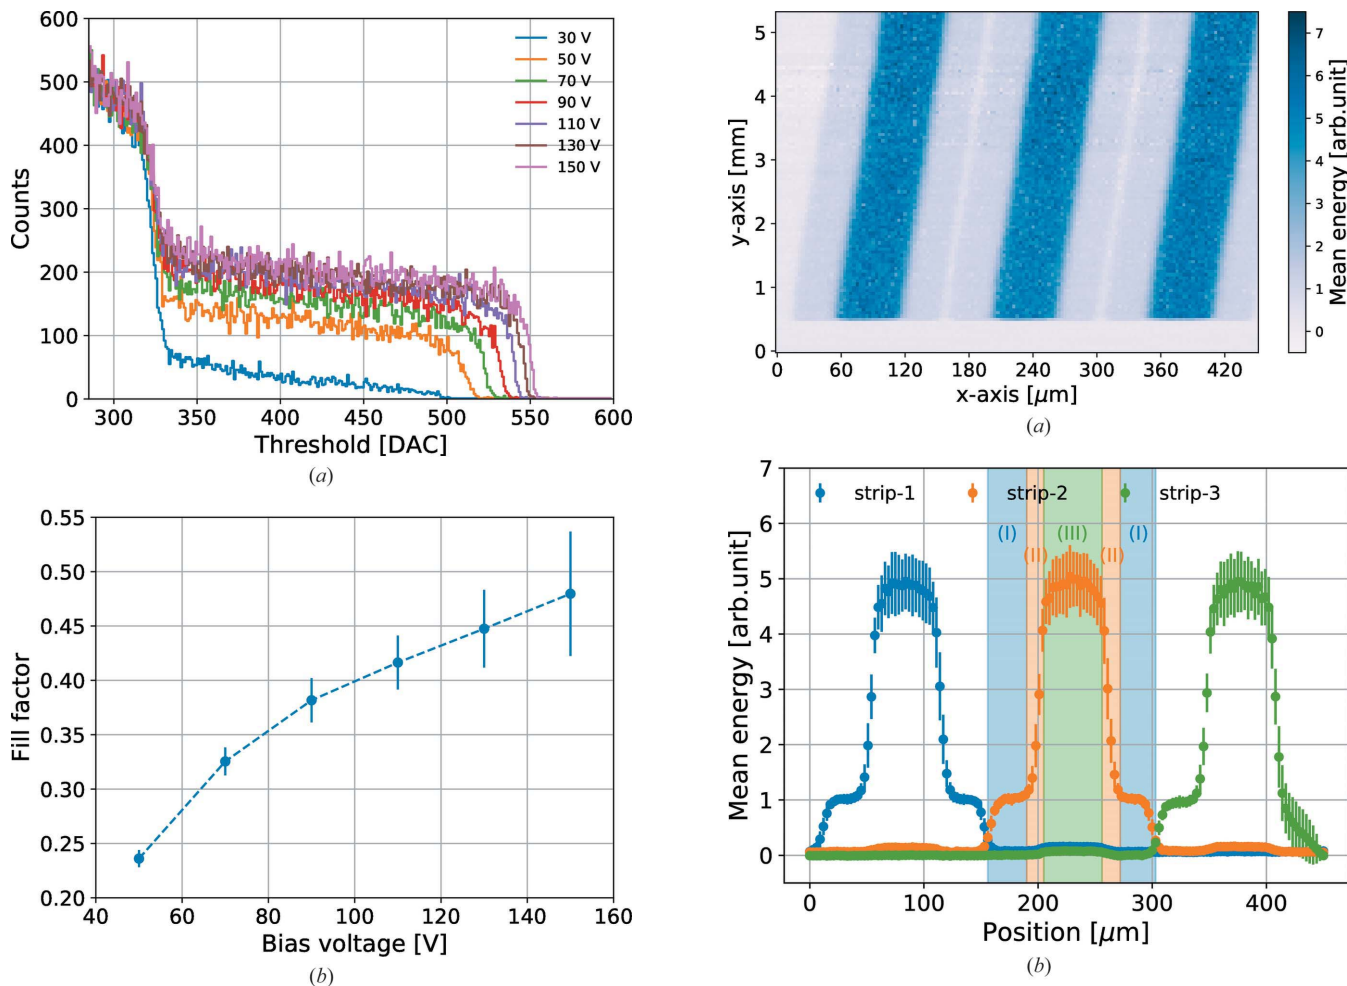 600
500
400
300
200
100
0
Counts
30 V
50 V
70 V
90 V
110 V
130 V
150 V
300 350 400 450 500 550 600
Threshold [DAC]
(a)
0.55
0.50
0.45
0.40
0.35
0.30
0.25
0.20
Fill factor
40 60 80 100 120 140 160
Bias voltage [V]
(b)
5
4
3
2
1
0
y-axis [mm]
0 60 120 180 240 300 360 420
x-axis [μm]
7
6
5
4
3
2
1
0
Mean energy [arb.unit]
(a)
7
6
5
4
3
2
1
0
Mean energy [arb.unit]
strip-1 strip-2 strip-3
(I) (III) (I)
(II) (II)
0 100 200 300 400
Position [μm]
(b)